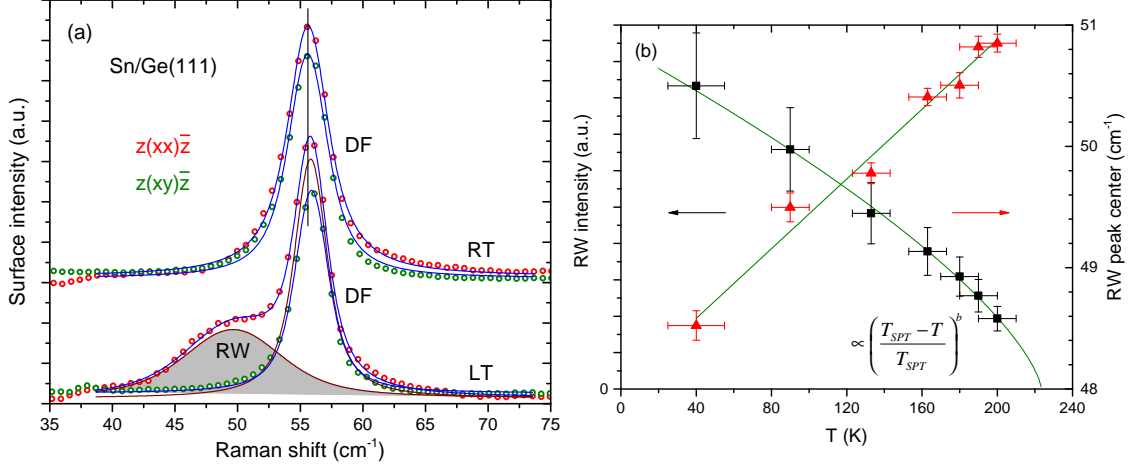 (a)
Sn/Ge(111)
z(xx)z̅
z(xy)z̅
DF
RT
DF
RW
LT
Surface intensity (a.u.)
35 40 45 50 55 60 65 70 75
Raman shift (cm⁻¹)
(b)
RW intensity (a.u.)
0
51
50
49
48
RW peak center (cm⁻¹)
∝ ( (T_SPT − T) / T_SPT )^b
0 40 80 120 160 200 240
T (K)